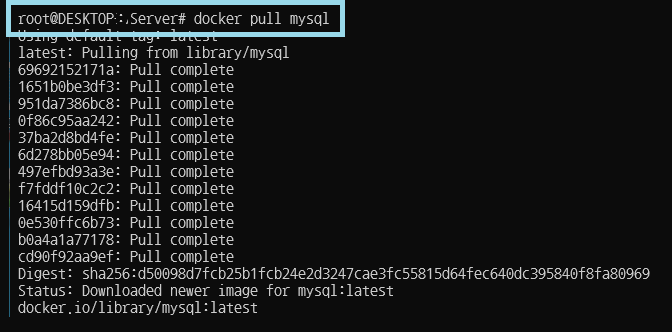 root@DESKTOP: Server# docker pull mysql
Using default tag: latest
latest: Pulling from library/mysql
69692152171a: Pull complete
1651b0be3df3: Pull complete
951da7386bc8: Pull complete
0f86c95aa242: Pull complete
37ba2d8bd4fe: Pull complete
6d278bb05e94: Pull complete
497efbd93a3e: Pull complete
f7fddf10c2c2: Pull complete
16415d159dfb: Pull complete
0e530ffc6b73: Pull complete
b0a4a1a77178: Pull complete
cd90f92aa9ef: Pull complete
Digest: sha256:d50098d7fcb25b1fcb24e2d3247cae3fc55815d64fec640dc395840f8fa80969
Status: Downloaded newer image for mysql:latest
docker.io/library/mysql:latest